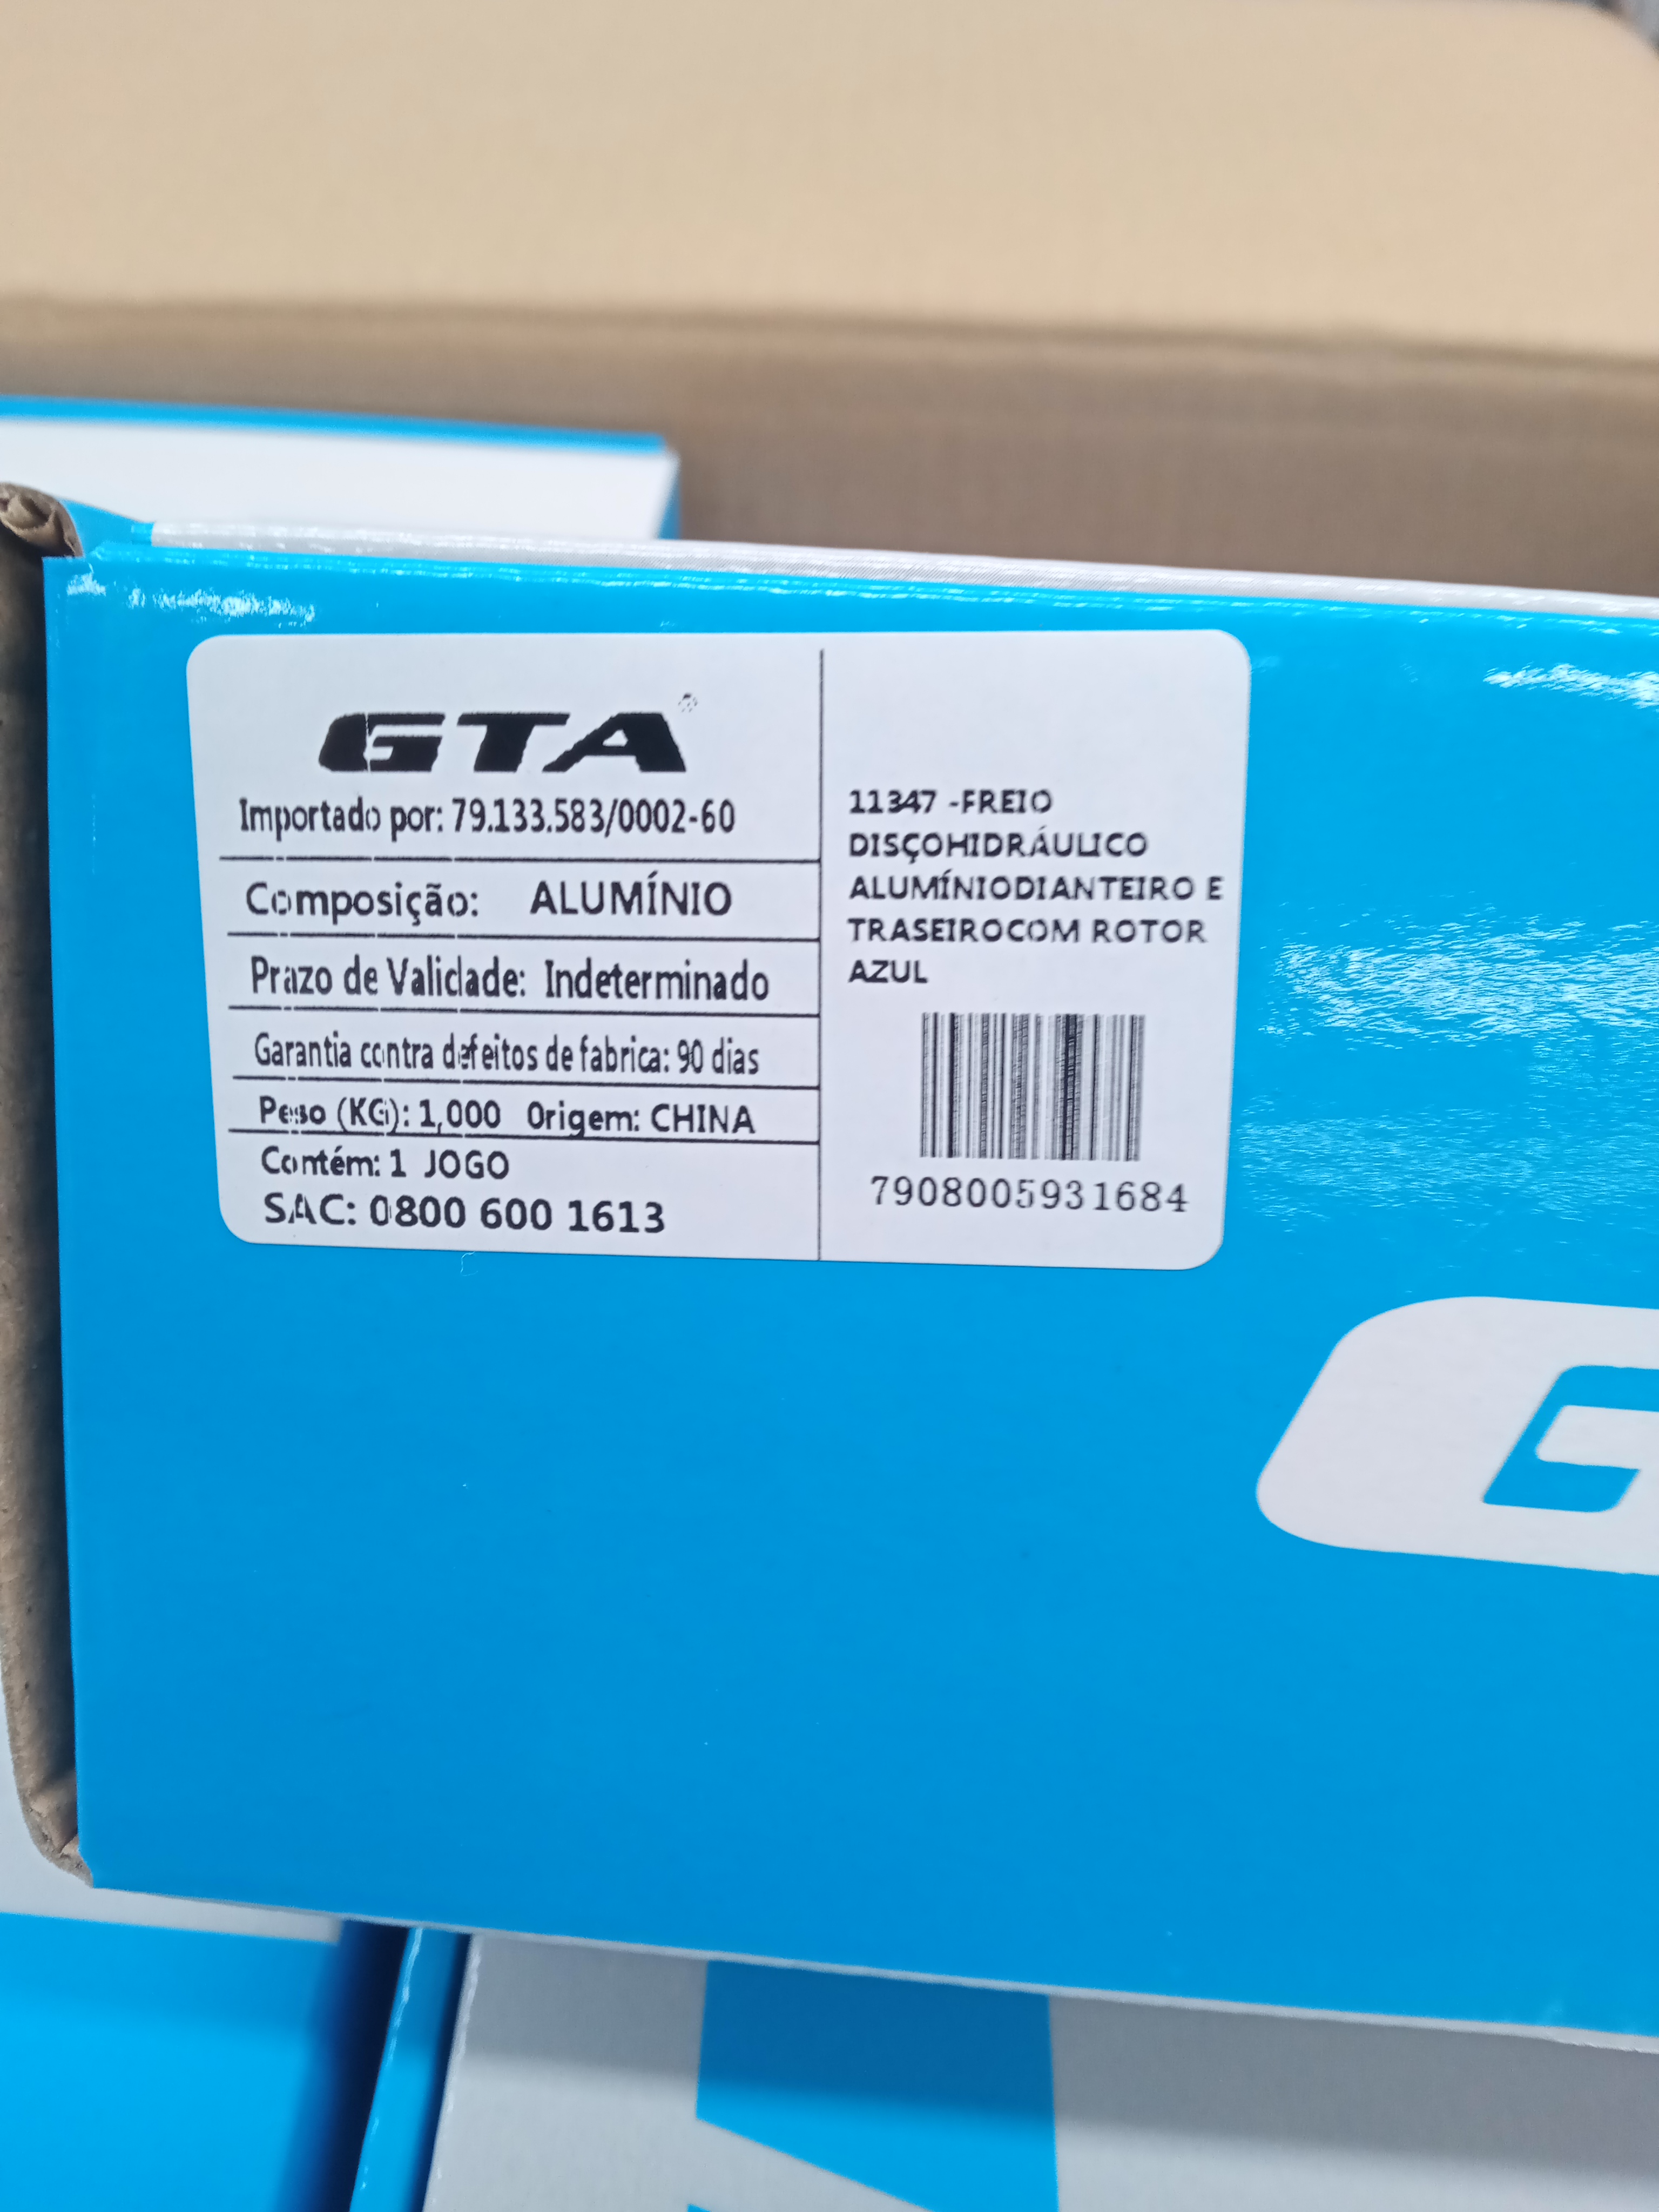 GTA
Importado por: 79.133.583/0002-60
Composição: ALUMÍNIO
Prazo de Validade: Indeterminado
Garantia contra defeitos de fabrica: 90 dias
Peso (KG): 1,000 Origem: CHINA
Contém: 1 JOGO
SAC: 0800 600 1613
11347 -FREIO
DISÇOHIDRÁULICO
ALUMÍNIODIANTEIRO E
TRASEIROCOM ROTOR
AZUL
7908005931684
G